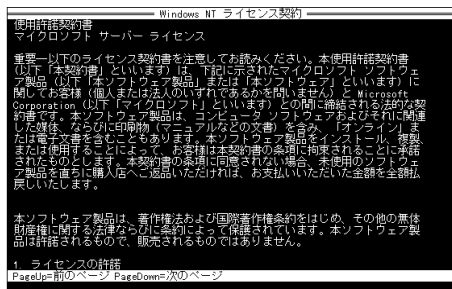 Windows NT ライセンス契約
使用許諾契約書
マイクロソフト サーバー ライセンス
重要－以下のライセンス契約書を注意してお読みください。本使用許諾契約書
(以下「本契約書」といいます) は、下記に示されたマイクロソフト ソフトウェ
ア製品 (以下「本ソフトウェア製品」または「本ソフトウェア」といいます) に
関してお客様 (個人または法人のいずれであるかを問いません) と Microsoft
Corporation (以下「マイクロソフト」といいます) との間に締結される法的な契
約書です。本ソフトウェア製品は、コンピュータ ソフトウェアおよびそれに関連
した媒体、ならびに印刷物 (マニュアルなどの文書) を含み、「オンライン」ま
たは電子文書を含むこともあります。本ソフトウェア製品をインストール、複製、
または使用することによって、お客様は本契約書の条項に拘束されることに承諾
されたものとします。本契約書の条項に同意されない場合、未使用のソフトウェ
ア製品を直ちに購入店へご返品いただければ、お支払いいただいた金額を全額払
戻しいたします。
本ソフトウェア製品は、著作権法および国際著作権条約をはじめ、その他の無体
財産権に関する法律ならびに条約によって保護されています。本ソフトウェア製
品は許諾されるもので、販売されるものではありません。
1. ライセンスの許諾
PageUp=前のページ PageDown=次のページ